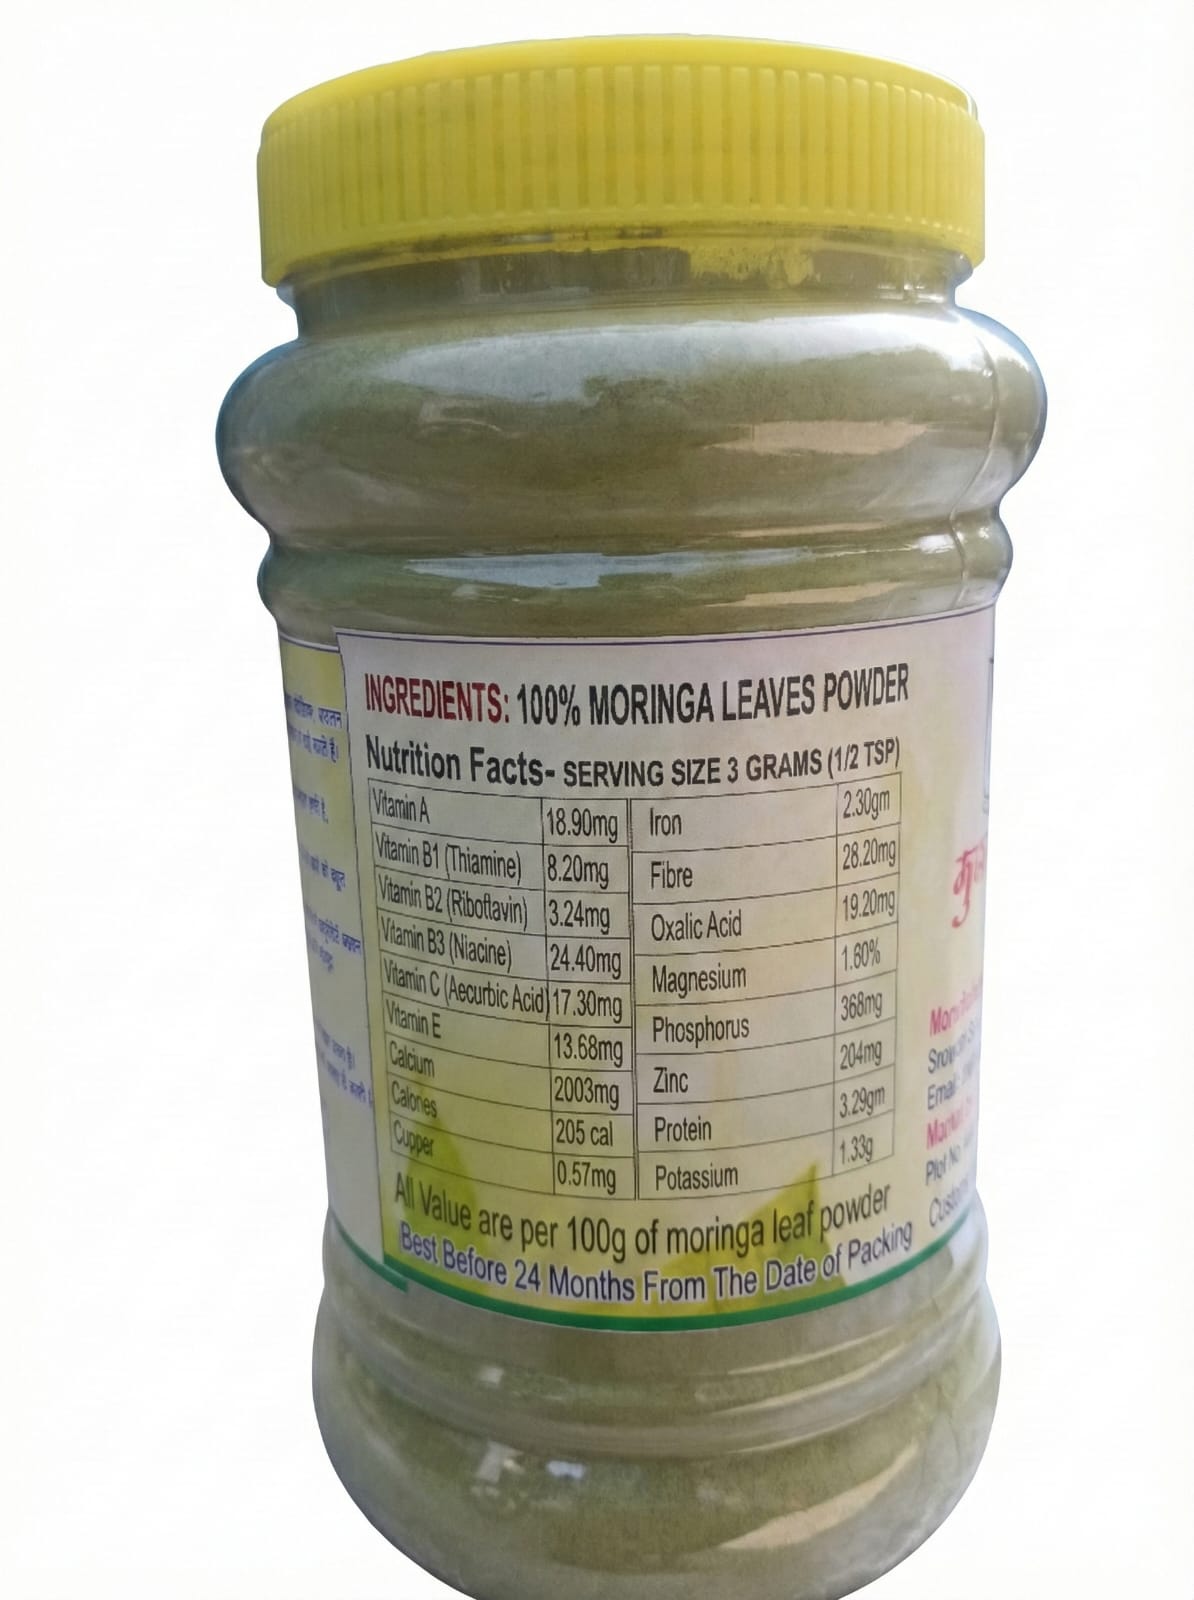 INGREDIENTS: 100% MORINGA LEAVES POWDER
Nutrition Facts- SERVING SIZE 3 GRAMS (1/2 TSP)
Vitamin A 18.90mg
Vitamin B1 (Thiamine) 8.20mg
Vitamin B2 (Riboflavin) 3.24mg
Vitamin B3 (Niacine) 24.40mg
Vitamin C (Aecurbic Acid) 17.30mg
Vitamin E 13.68mg
Calcium 2003mg
Calories 205 cal
Cupper 0.57mg
Iron 2.30gm
Fibre 28.20mg
Oxalic Acid 19.20mg
Magnesium 1.60%
Phosphorus 368mg
Zinc 204mg
Protein 3.29gm
Potassium 1.33g
All Value are per 100g of moringa leaf powder
Best Before 24 Months From The Date of Packing
Email
Plot No